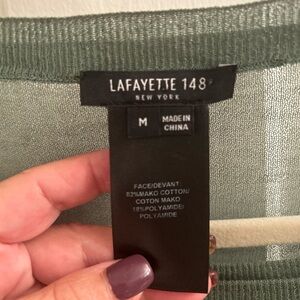 LAFAYETTE 148
NEW YORK
M
MADE IN
CHINA
FACE/DEVANT
82%MAKO COTTON/
COTON MAKO
18%POLYAMIDE/
POLYAMIDE